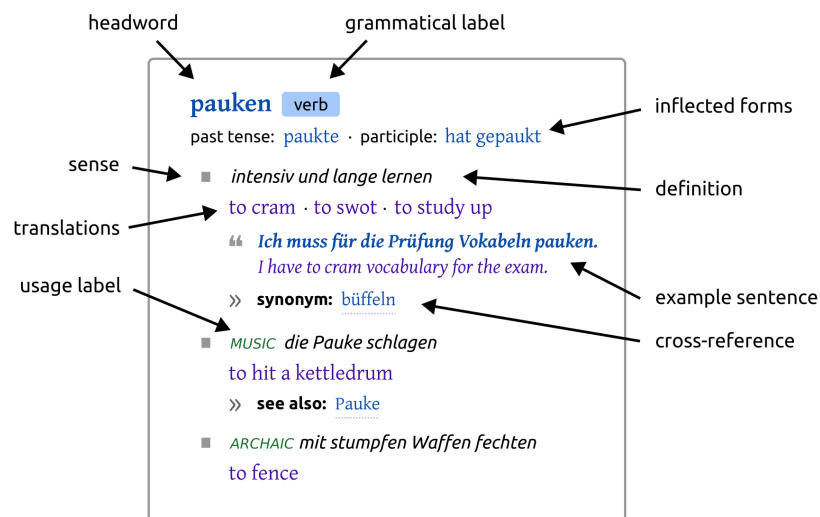 headword
grammatical label
pauken verb
past tense: paukte · participle: hat gepaukt
inflected forms
sense
intensiv und lange lernen
definition
to cram · to swot · to study up
translations
❝ Ich muss für die Prüfung Vokabeln pauken.
I have to cram vocabulary for the exam.
example sentence
usage label
» synonym: büffeln
cross-reference
MUSIC die Pauke schlagen
to hit a kettledrum
» see also: Pauke
ARCHAIC mit stumpfen Waffen fechten
to fence